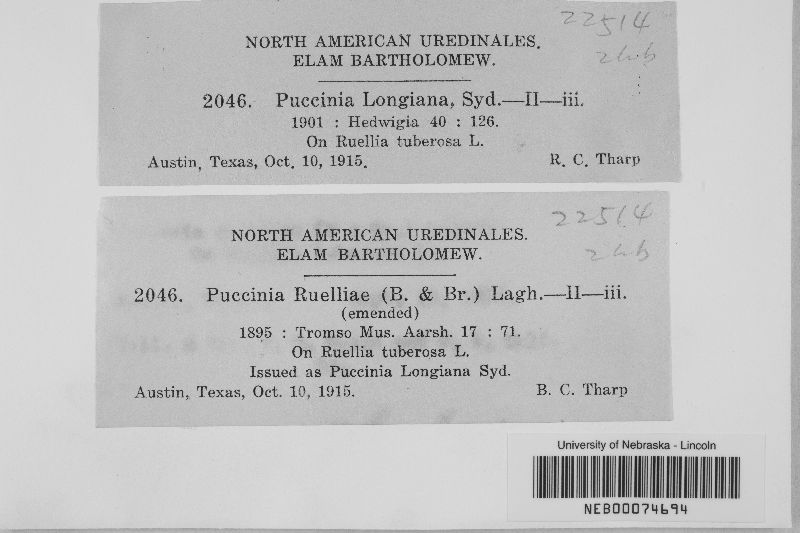 22514
NORTH AMERICAN UREDINALES.
ELAM BARTHOLOMEW.
2046. Puccinia Longiana, Syd.—II—iii.
1901 : Hedwigia 40 : 126.
On Ruellia tuberosa L.
Austin, Texas, Oct. 10, 1915. R. C. Tharp
22514
NORTH AMERICAN UREDINALES.
ELAM BARTHOLOMEW.
2046. Puccinia Ruelliae (B. & Br.) Lagh.—II—iii.
(emended)
1895 : Tromso Mus. Aarsh. 17 : 71.
On Ruellia tuberosa L.
Issued as Puccinia Longiana Syd.
Austin, Texas, Oct. 10, 1915. B. C. Tharp
University of Nebraska - Lincoln
NEB00074694